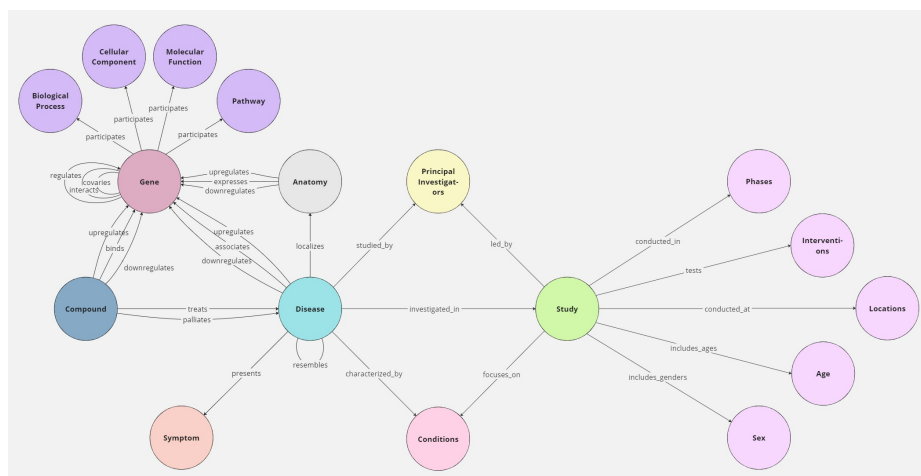 Cellular
Component
Molecular
Function
Biological
Process
Pathway
participates
participates
participates
participates
regulates
covaries
interacts
Gene
upregulates
expresses
downregulates
Anatomy
Principal
Investigat-
ors
Phases
upregulates
binds
downregulates
upregulates
associates
downregulates
localizes
studied_by
led_by
conducted_in
tests
Interventi-
ons
Compound
treats
palliates
Disease
investigated_in
Study
conducted_at
Locations
resembles
presents
characterized_by
focuses_on
includes_ages
includes_genders
Age
Symptom
Conditions
Sex